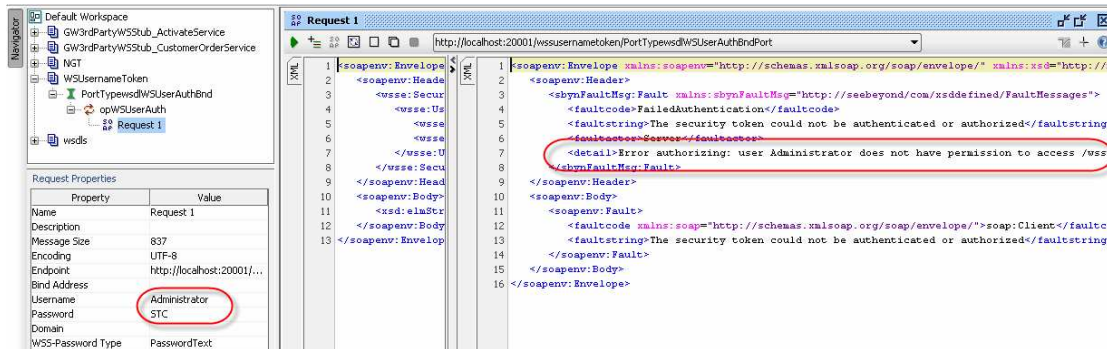 Navigator
Default Workspace
GW3rdPartyWSStub_ActivateService
GW3rdPartyWSStub_CustomerOrderService
NGT
WSUsernameToken
PortTypewsdlWSUserAuthBnd
opWSUserAuth
Request 1
wsdls
Request Properties
Property Value
Name Request 1
Description
Message Size 837
Encoding UTF-8
Endpoint http://localhost:20001/...
Bind Address
Username Administrator
Password STC
Domain
WSS-Password Type PasswordText
Request 1
http://localhost:20001/wssusernametoken/PortTypewsdlWSUserAuthBndPort
XML
1 <soapenv:Envelope
2 <soapenv:Heade
3 <wsse:Secur
4 <wsse:Us
5 <wsse
6 <wsse
7 </wsse:U
8 </wsse:Secu
9 </soapenv:Head
10 <soapenv:Body>
11 <xsd:elmStr
12 </soapenv:Body
13 </soapenv:Envelop
XML
1 <soapenv:Envelope xmlns:soapenv="http://schemas.xmlsoap.org/soap/envelope/" xmlns:xsd="http://
2 <soapenv:Header>
3 <sbynFaultMsg:Fault xmlns:sbynFaultMsg="http://seebeyond/com/xsddefined/FaultMessages">
4 <faultcode>FailedAuthentication</faultcode>
5 <faultstring>The security token could not be authenticated or authorized</faultstring
6 <faultactor>Server</faultactor>
7 <detail>Error authorizing: user Administrator does not have permission to access /wss
8 </sbynFaultMsg:Fault>
9 </soapenv:Header>
10 <soapenv:Body>
11 <soapenv:Fault>
12 <faultcode xmlns:soap="http://schemas.xmlsoap.org/soap/envelope/">soap:Client</faultc
13 <faultstring>The security token could not be authenticated or authorized</faultstring
14 </soapenv:Fault>
15 </soapenv:Body>
16 </soapenv:Envelope>